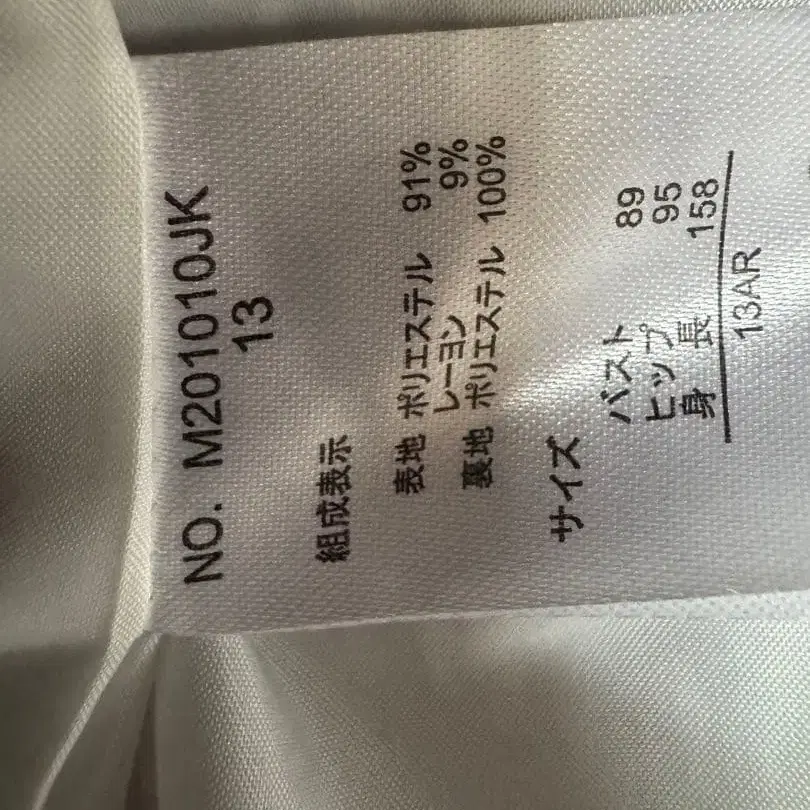 NO. M201010JK
13
組成表示
表地 ポリエステル 91%
レーヨン 9%
裏地 ポリエステル 100%
サイズ
バスト 89
ヒップ 95
身長 158
13AR